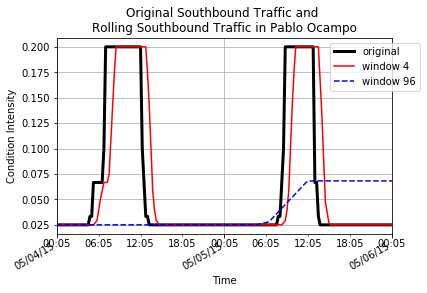 Original Southbound Traffic and
Rolling Southbound Traffic in Pablo Ocampo
original
window 4
window 96
Condition Intensity
0.200
0.175
0.150
0.125
0.100
0.075
0.050
0.025
00:05 06:05 12:05 18:05 00:05 06:05 12:05 18:05 00:05
05/04/15 05/05/15 05/06/15
Time